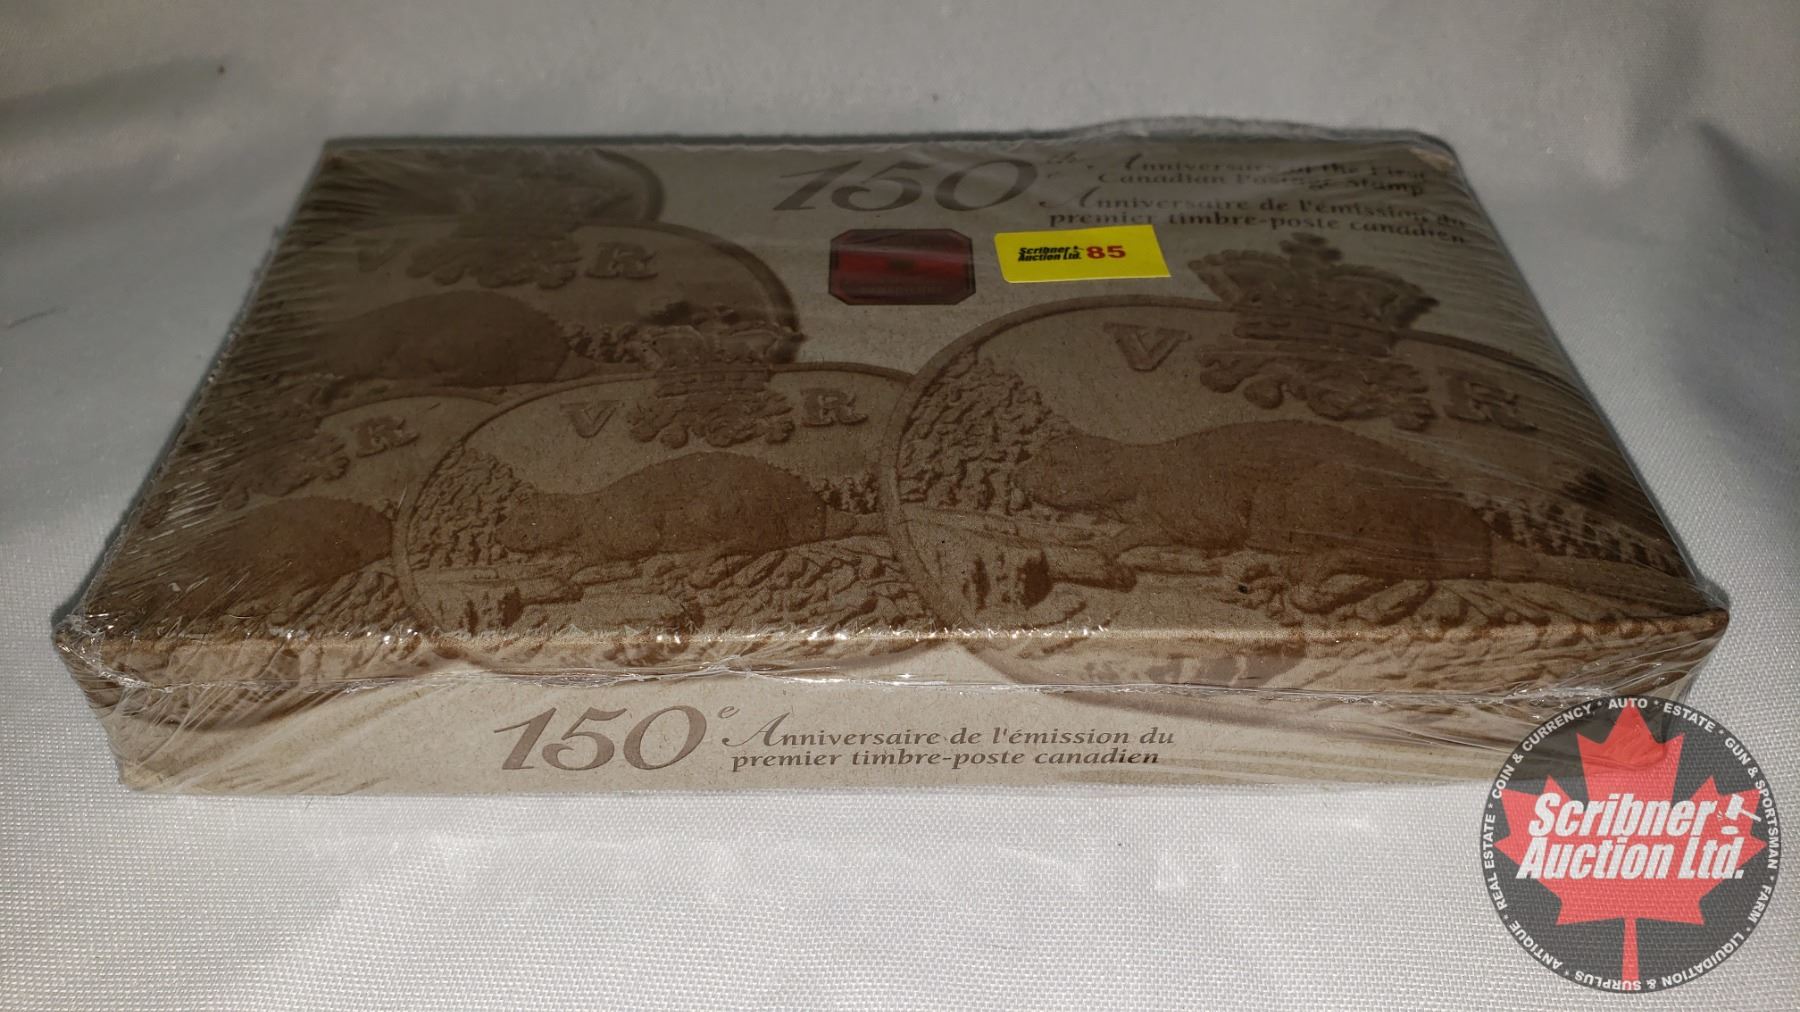 150th Anniversary of the First
Canadian Postage Stamp
e Anniversaire de l'émission du
premier timbre-poste canadien
Scribner
Auction Ltd. 85
V R
V R
R
V R
150e Anniversaire de l'émission du
premier timbre-poste canadien
REAL ESTATE * COIN & CURRENCY * AUTO * ESTATE * GUN & SPORTSMAN * FARM * LIQUIDATION & SURPLUS * ANTIQUE *
Scribner
Auction Ltd.